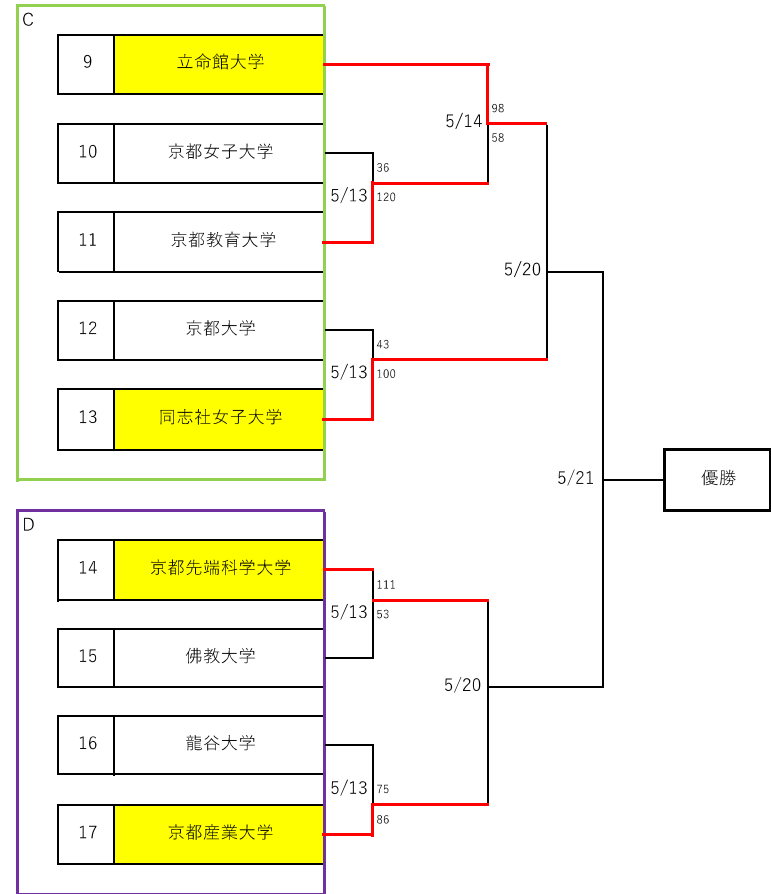 C
9 立命館大学
98
5/14
58
10 京都女子大学
36
5/13
120
11 京都教育大学
5/20
12 京都大学
43
5/13
100
13 同志社女子大学
5/21
優勝
D
14 京都先端科学大学
111
5/13
53
15 佛教大学
5/20
16 龍谷大学
5/13
75
86
17 京都産業大学